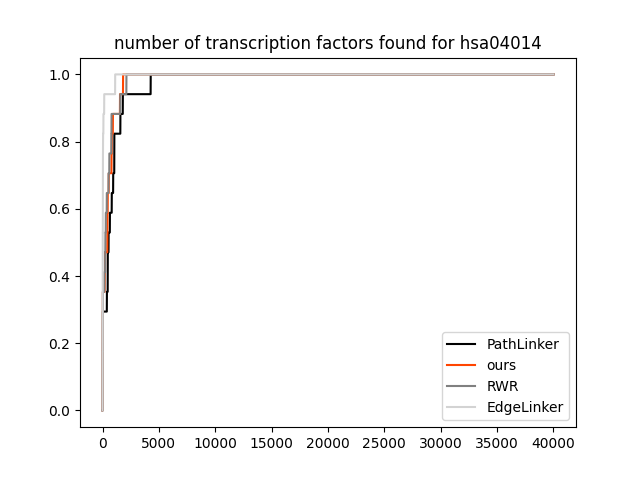 number of transcription factors found for hsa04014
1.0
0.8
0.6
0.4
0.2
0.0
PathLinker
ours
RWR
EdgeLinker
0 5000 10000 15000 20000 25000 30000 35000 40000